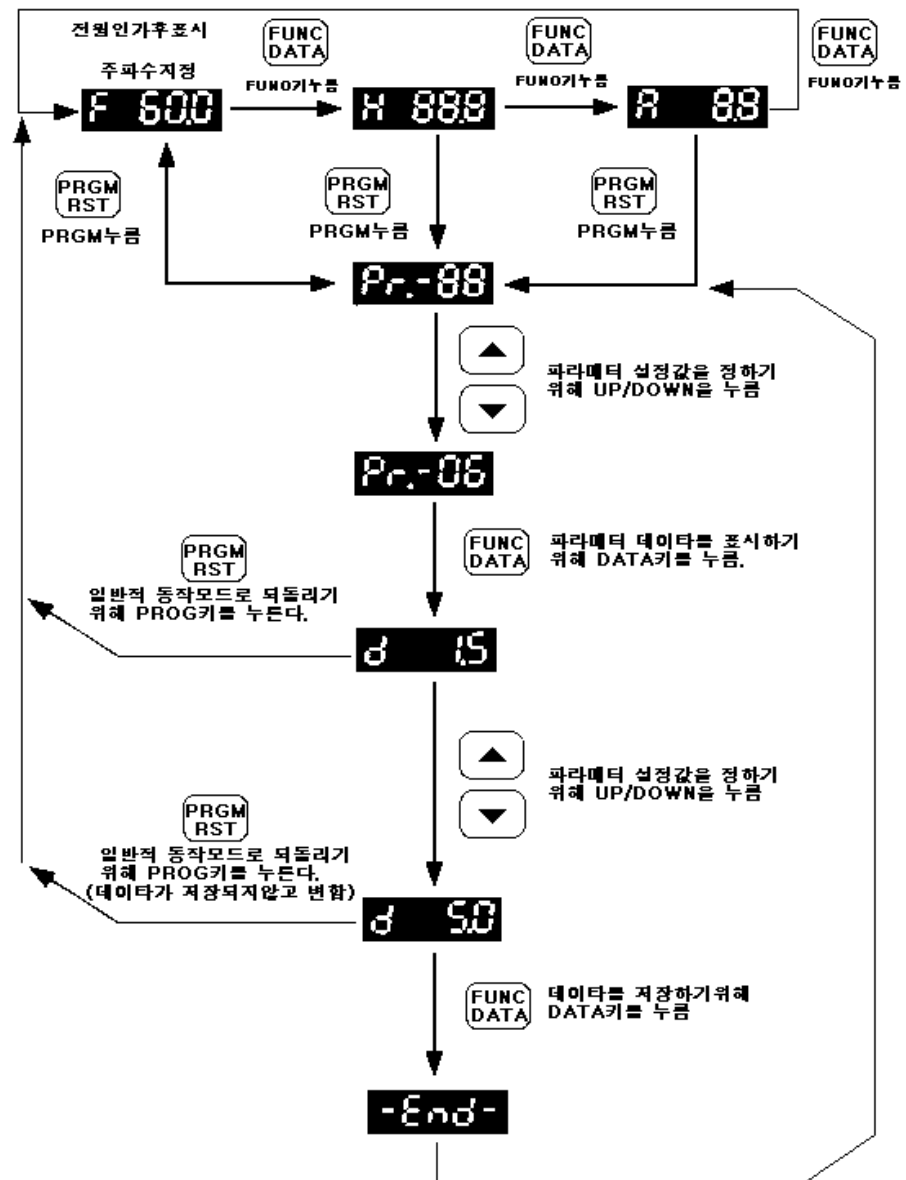 전원인가후표시
주파수지정
FUNC
DATA
FUNO키누름
FUNC
DATA
FUNO키누름
FUNC
DATA
FUNO키누름
F 60.0
H 88.8
A 8.8
PRGM
RST
PRGM누름
PRGM
RST
PRGM누름
PRGM
RST
PRGM누름
Pr.-88
파라메터 설정값을 정하기
위해 UP/DOWN을 누름
Pr.-06
FUNC
DATA
파라메터 데이타를 표시하기
위해 DATA키를 누름.
PRGM
RST
일반적 동작모드로 되돌리기
위해 PROG키를 누른다.
d 1.5
파라메터 설정값을 정하기
위해 UP/DOWN을 누름
PRGM
RST
일반적 동작모드로 되돌리기
위해 PROG키를 누른다.
(데이타가 저장되지않고 변함)
d 5.0
FUNC
DATA
데이타를 저장하기위해
DATA키를 누름
-End-